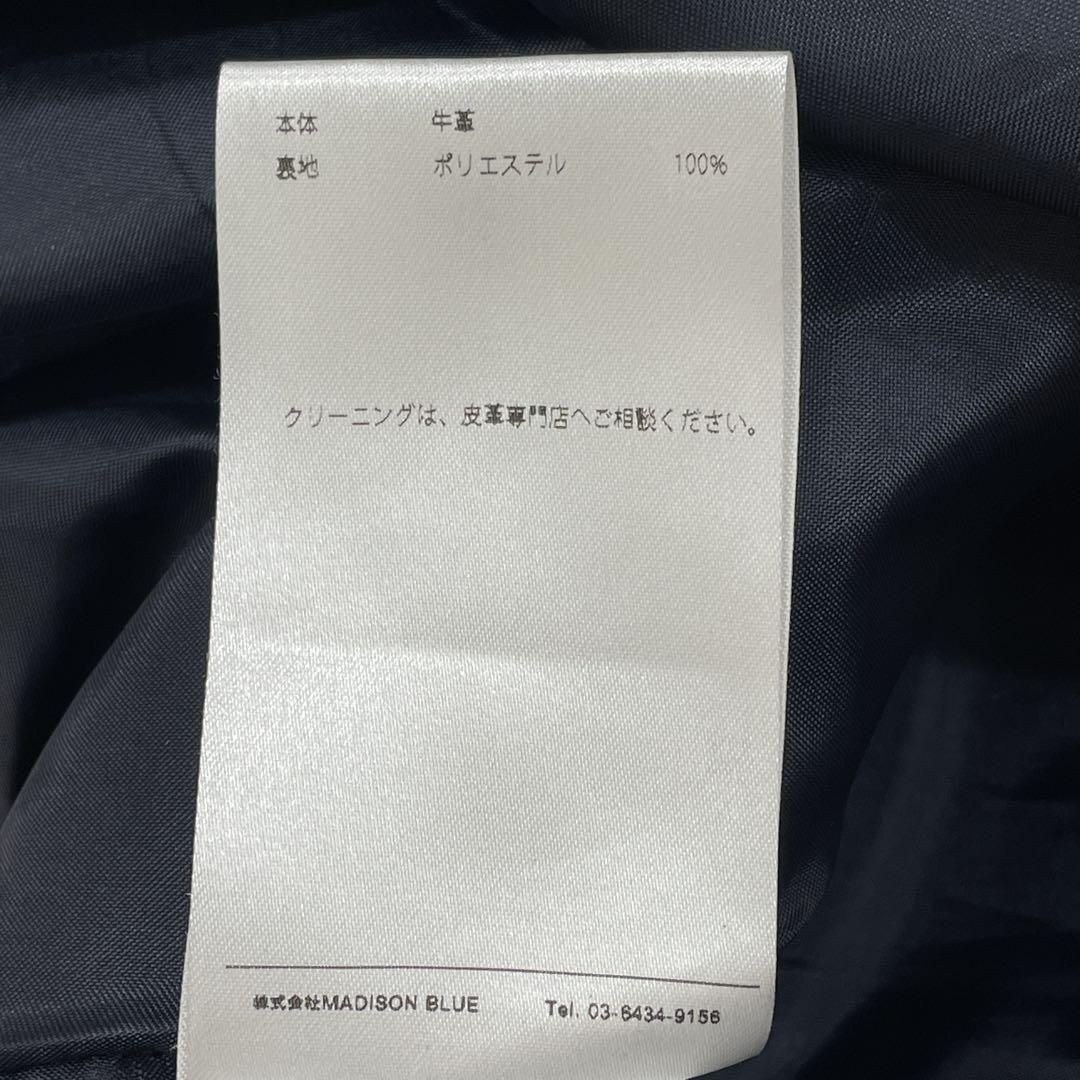 本体 牛革
裏地 ポリエステル 100%
クリーニングは、皮革専門店へご相談ください。
株式会社MADISON BLUE Tel. 03-6434-9156